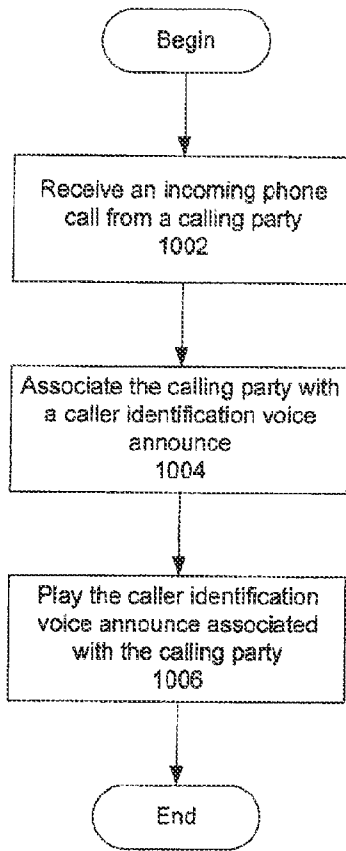 Begin
Receive an incoming phone
call from a calling party
1002
Associate the calling party with
a caller identification voice
announce
1004
Play the caller identification
voice announce associated
with the calling party
1006
End